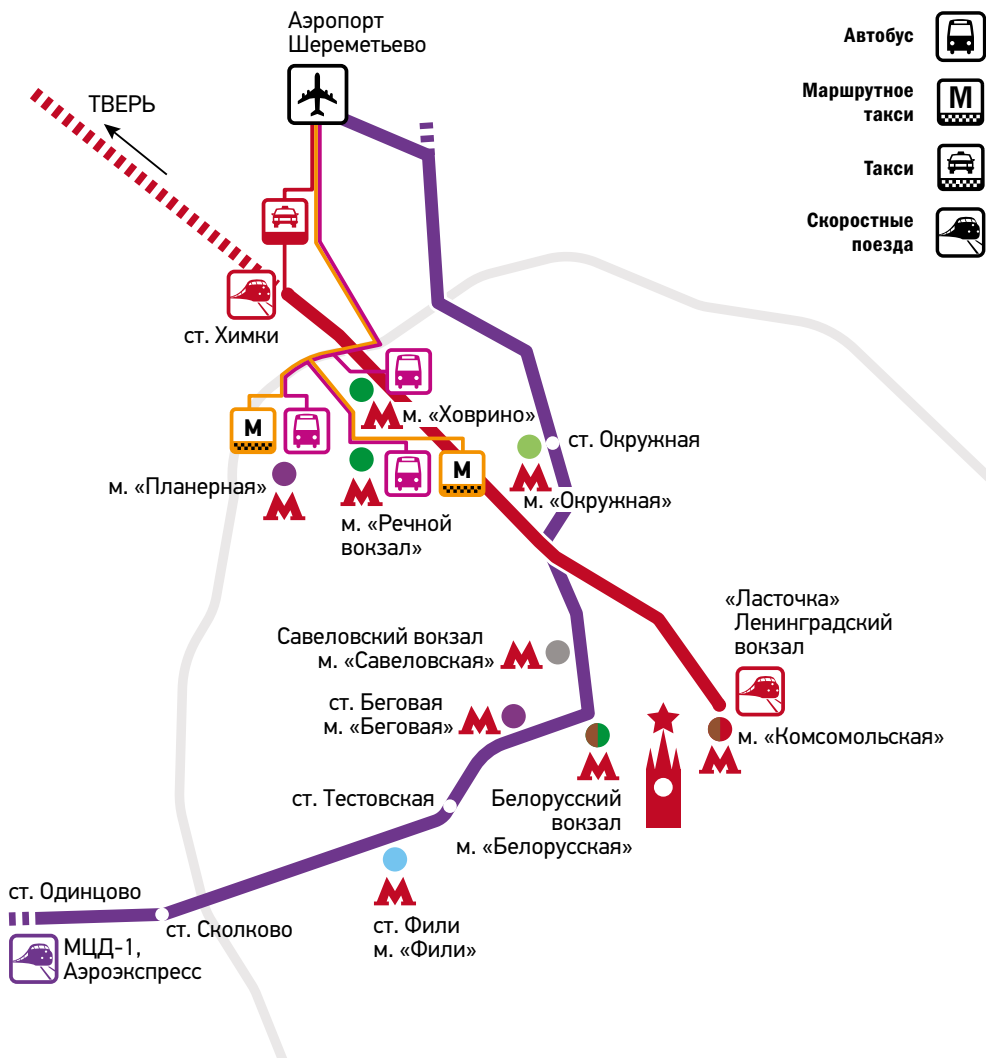 Аэропорт
Шереметьево
Автобус
Маршрутное
такси
Такси
Скоростные
поезда
М
ТВЕРЬ
ст. Химки
м. «Ховрино»
М
М
ст. Окружная
м. «Окружная»
м. «Планерная»
м. «Речной
вокзал»
«Ласточка»
Ленинградский
вокзал
Савеловский вокзал
м. «Савеловская»
ст. Беговая
м. «Беговая»
м. «Комсомольская»
ст. Тестовская
Белорусский
вокзал
м. «Белорусская»
ст. Одинцово
ст. Сколково
ст. Фили
м. «Фили»
МЦД-1,
Аэроэкспресс